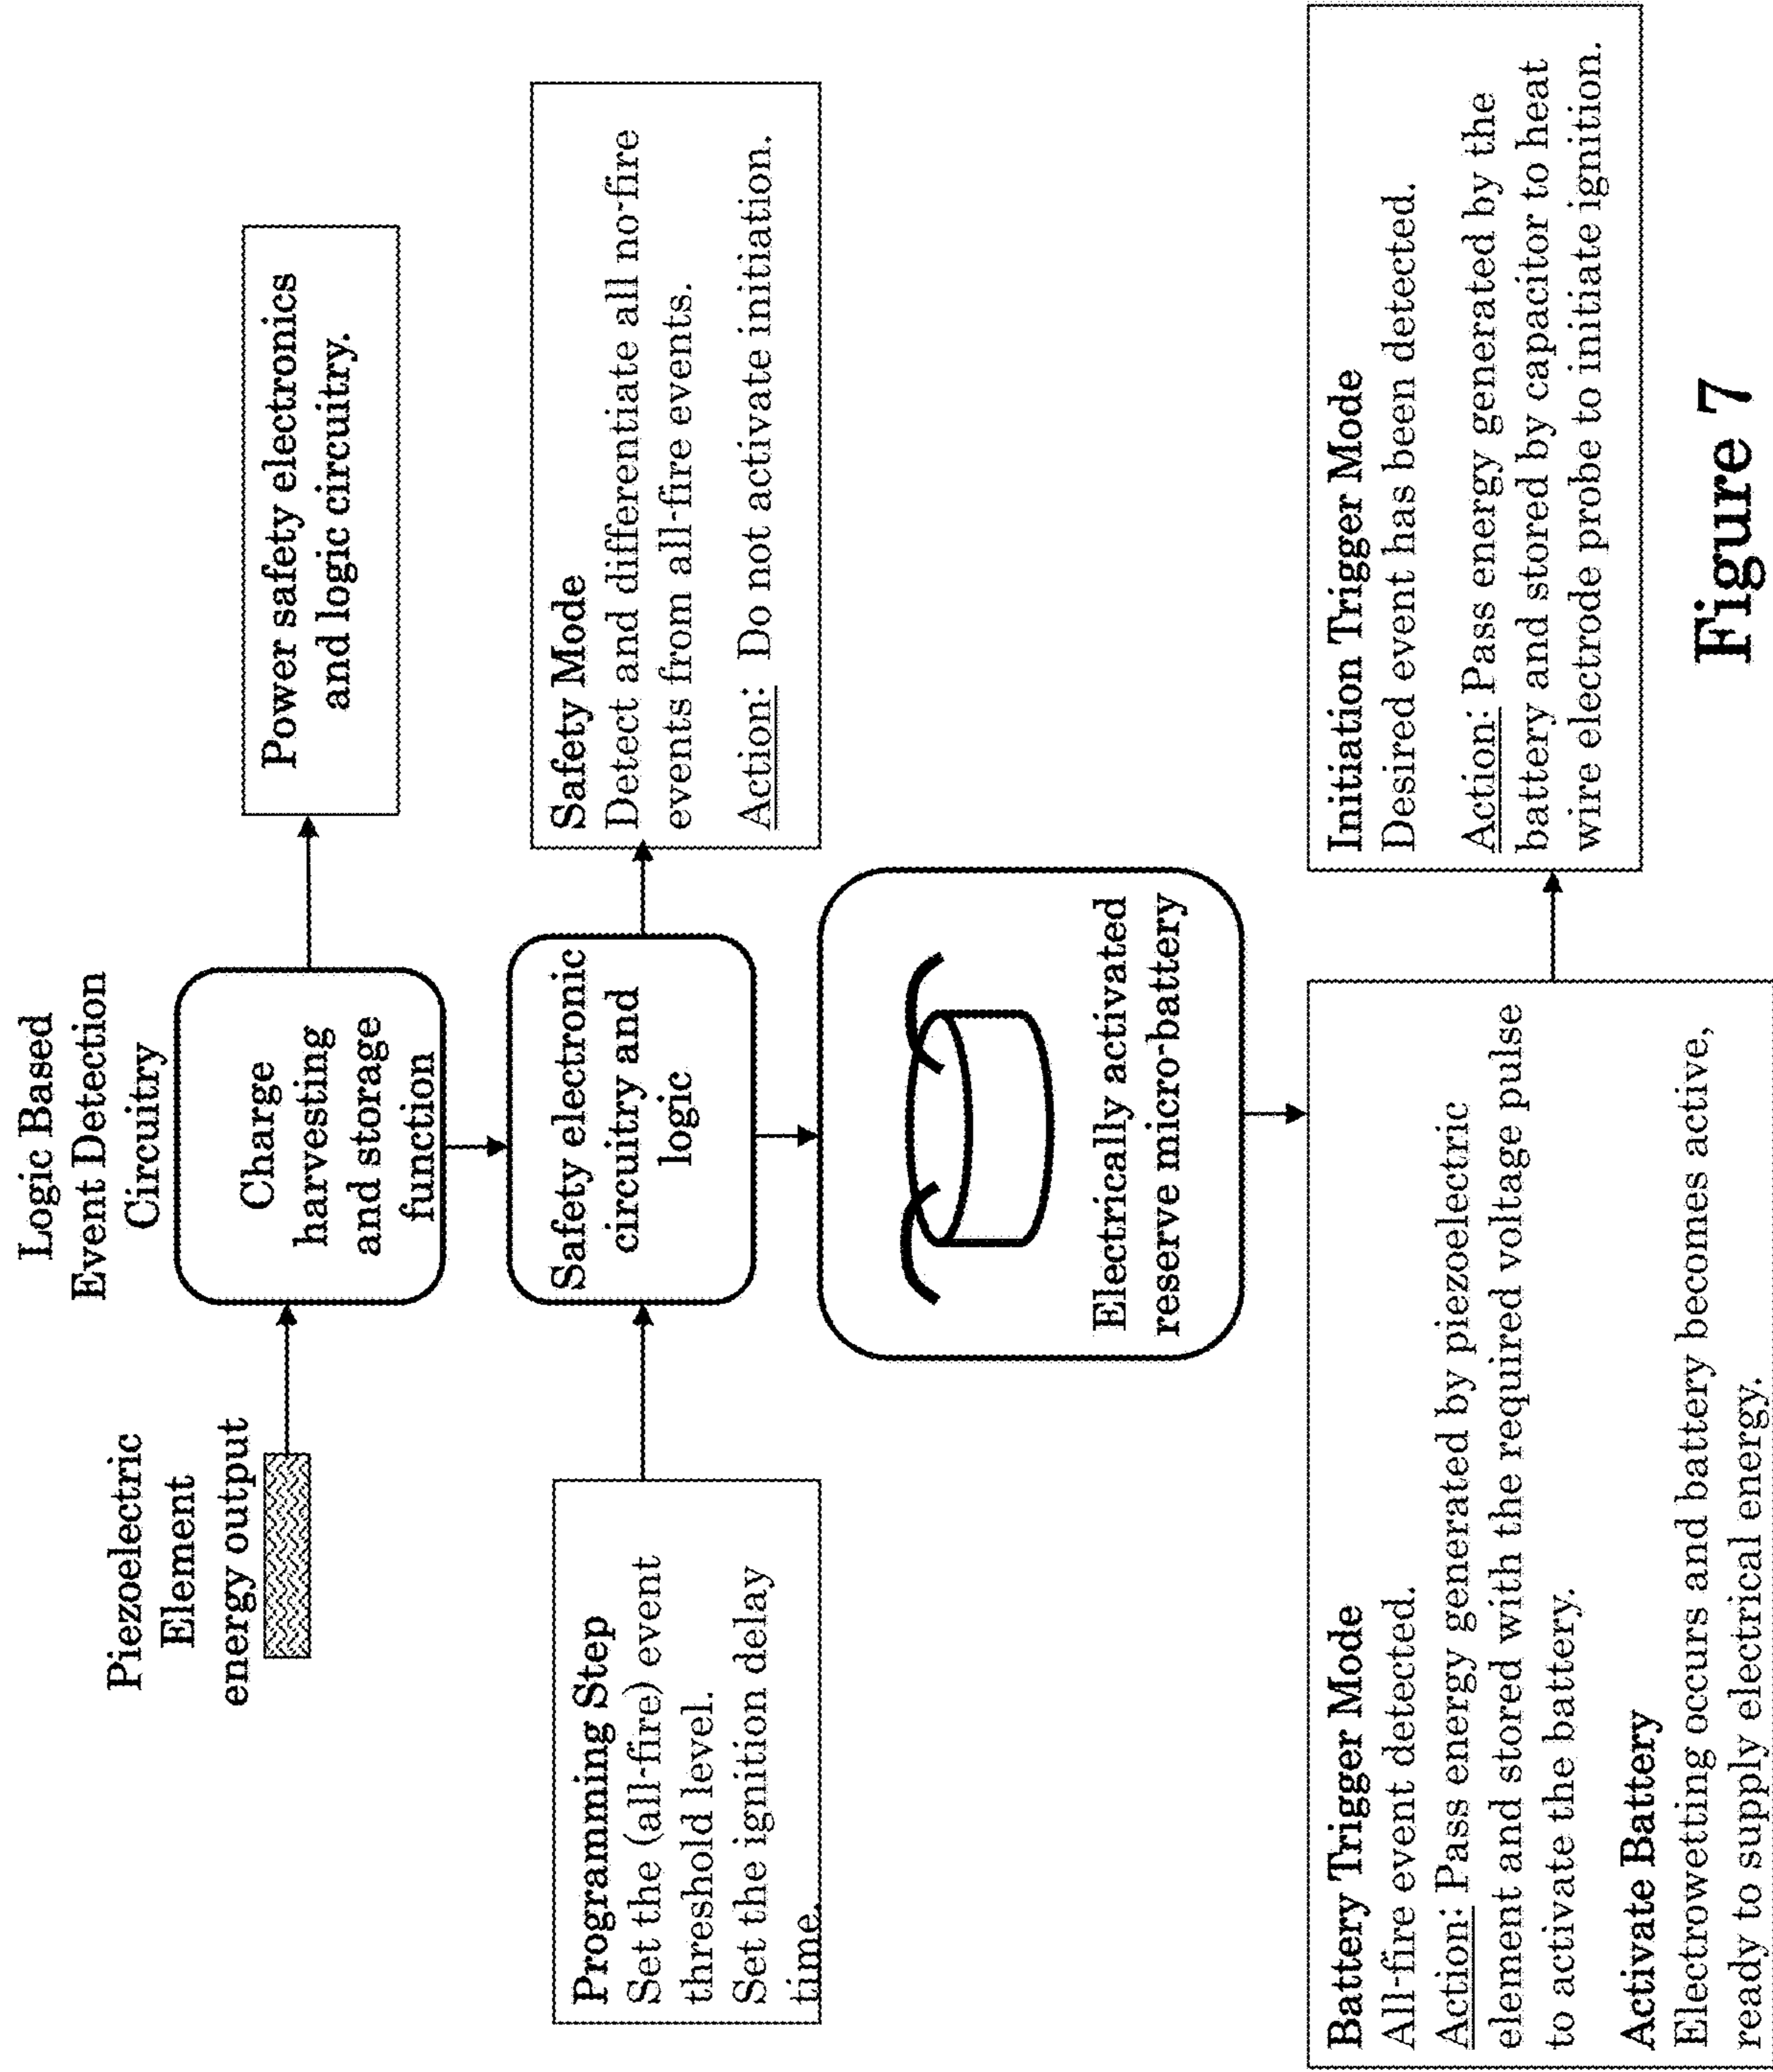 Logic Based
Event Detection
Circuitry
Piezoelectric
Element
energy output
Charge
harvesting
and storage
function
Power safety electronics
and logic circuitry.
Programming Step
Set the (all-fire) event
threshold level.
Set the ignition delay
time.
Safety electronic
circuitry and
logic
Safety Mode
Detect and differentiate all no-fire
events from all-fire events.
Action: Do not activate initiation.
Electrically activated
reserve micro-battery
Battery Trigger Mode
All-fire event detected.
Action: Pass energy generated by piezoelectric
element and stored with the required voltage pulse
to activate the battery.
Activate Battery
Electrowetting occurs and battery becomes active,
ready to supply electrical energy.
Initiation Trigger Mode
Desired event has been detected.
Action: Pass energy generated by the
battery and stored by capacitor to heat
wire electrode probe to initiate ignition.
Figure 7